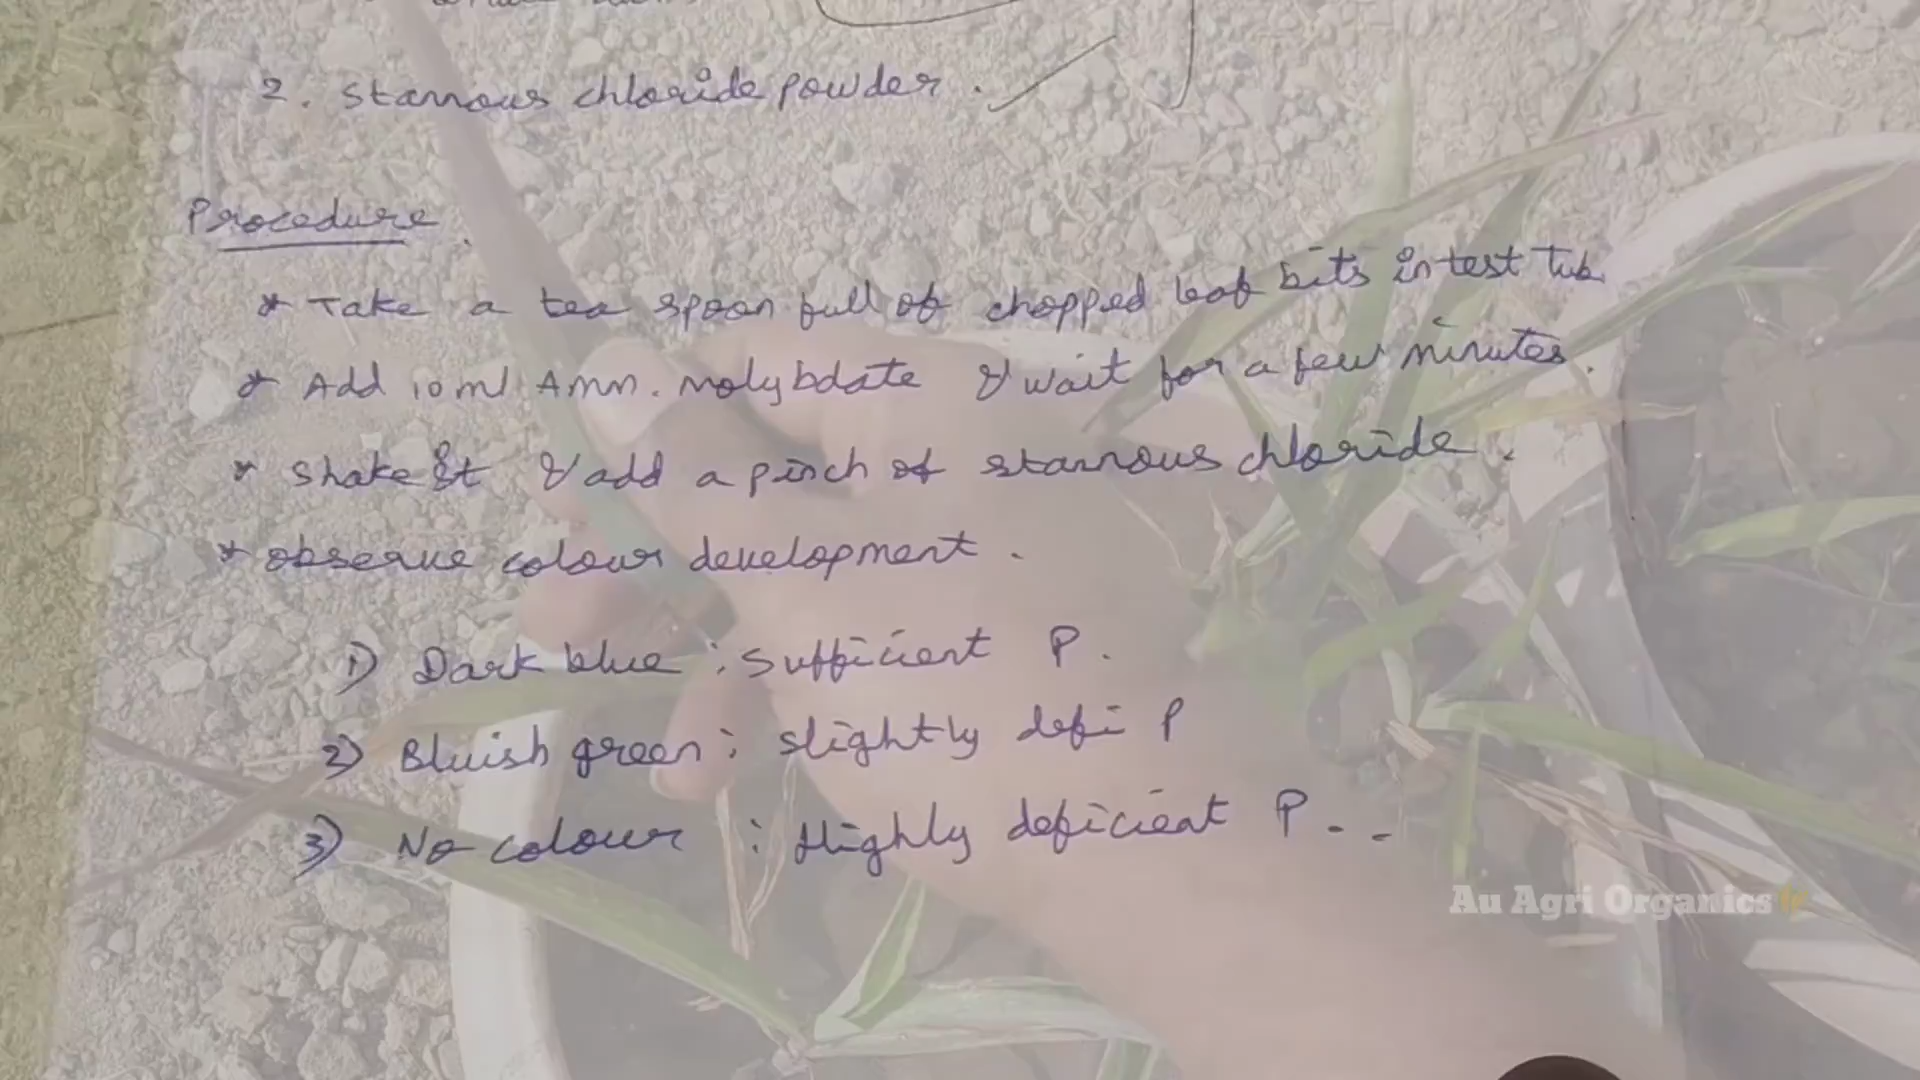 2. Stannous chloride powder.
Procedure
* Take a tea spoon full of chopped leaf bits in test Tub
* Add 10 ml Amm. Molybdate & wait for a few minutes.
* Shake it & add a pinch of stannous chloride.
* observe colour development.
1) Dark blue : Sufficient P.
2) Bluish green : slightly defi P
3) No colour : Highly deficient P..
Au Agri Organics